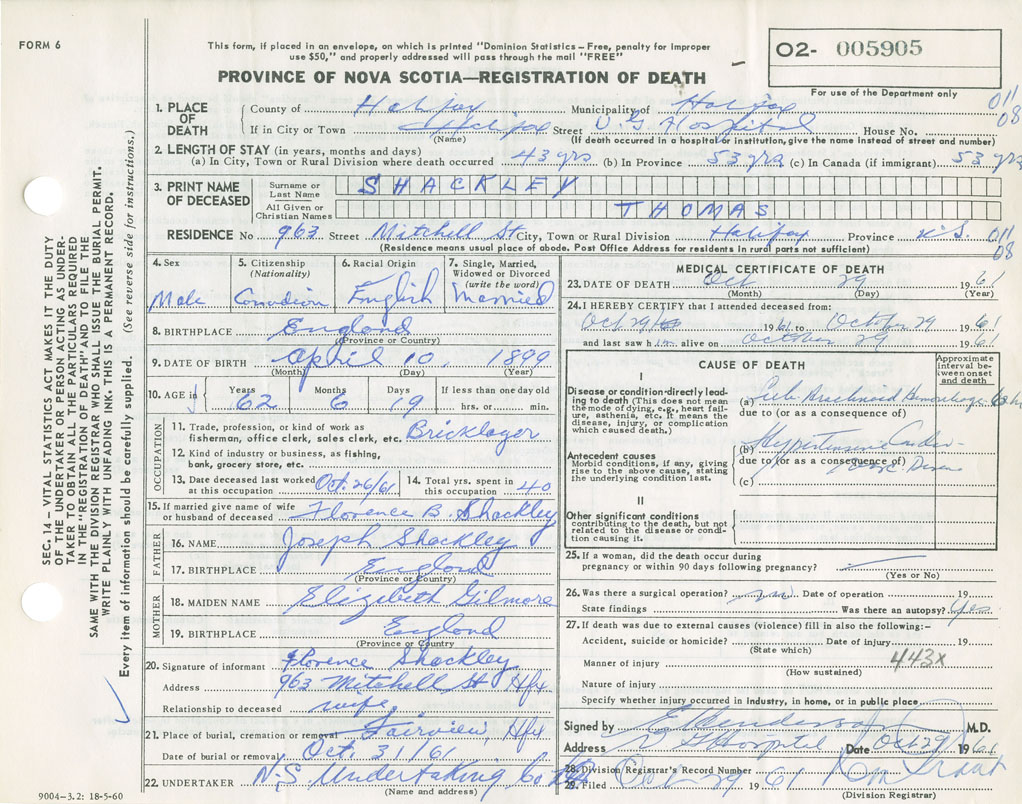 FORM 6
This form, if placed in an envelope, on which is printed "Dominion Statistics – Free, penalty for improper
use $50," and properly addressed will pass through the mail "FREE"
PROVINCE OF NOVA SCOTIA—REGISTRATION OF DEATH
O2- 005905
For use of the Department only
011
08
SEC. 14 – VITAL STATISTICS ACT MAKES IT THE DUTY
OF THE UNDERTAKER OR PERSON ACTING AS UNDER-
TAKER TO OBTAIN ALL THE PARTICULARS REQUIRED
IN THE "REGISTRATION OF DEATH" AND TO FILE THE
SAME WITH THE DIVISION REGISTRAR WHO SHALL ISSUE THE BURIAL PERMIT.
WRITE PLAINLY WITH UNFADING INK. THIS IS A PERMANENT RECORD.
Every item of information should be carefully supplied. (See reverse side for instructions.)
1. PLACE OF DEATH
County of Halifax Municipality of Halifax
If in City or Town Halifax Street V.G. Hospital House No.
(Name) (If death occurred in a hospital or institution, give the name instead of street and number)
2. LENGTH OF STAY (in years, months and days)
(a) In City, Town or Rural Division where death occurred 43 yrs (b) In Province 53 yrs (c) In Canada (if immigrant) 53 yrs
3. PRINT NAME OF DECEASED
Surname or Last Name SHACKLEY
All Given or Christian Names THOMAS
RESIDENCE No 963 Street Mitchell St City, Town or Rural Division Halifax Province N.S. 011
08
(Residence means usual place of abode. Post Office Address for residents in rural parts not sufficient)
4. Sex Male
5. Citizenship (Nationality) Canadian
6. Racial Origin English
7. Single, Married, Widowed or Divorced (write the word) Married
8. BIRTHPLACE England
(Province or Country)
9. DATE OF BIRTH April 10, 1899
(Month) (Day) (Year)
10. AGE in Years 62 Months 6 Days 19 If less than one day old
hrs. or min.
OCCUPATION
11. Trade, profession, or kind of work as
fisherman, office clerk, sales clerk, etc. Bricklayer
12. Kind of industry or business, as fishing,
bank, grocery store, etc.
13. Date deceased last worked at this occupation Oct. 26/61
14. Total yrs. spent in this occupation 40
15. If married give name of wife
or husband of deceased Florence B. Shackley
FATHER
16. NAME Joseph Shackley
17. BIRTHPLACE England
(Province or Country)
MOTHER
18. MAIDEN NAME Elizabeth Gilmore
19. BIRTHPLACE England
(Province or Country)
20. Signature of informant Florence Shackley
Address 963 Mitchell St Hfx
Relationship to deceased wife
21. Place of burial, cremation or removal Fairview, Hfx
Date of burial or removal Oct. 31/61
22. UNDERTAKER N.S. Undertaking Co
(Name and address)
9004-3.2: 18-5-60
MEDICAL CERTIFICATE OF DEATH
23. DATE OF DEATH Oct 29 1961
(Month) (Day) (Year)
24. I HEREBY CERTIFY that I attended deceased from:
Oct 29/61 1961 to October 29 1961
and last saw him alive on October 29 1961
CAUSE OF DEATH
Approximate interval between onset and death
I
Disease or condition directly leading to death (This does not mean
the mode of dying, e.g., heart failure, asthenia, etc. It means the
disease, injury, or complication
which caused death.)
(a) Sub Arachnoid Hemorrhage
due to (or as a consequence of)
Antecedent causes
Morbid conditions, if any, giving
rise to the above cause, stating
the underlying condition last.
(b) Hypertensive Cardio-
due to (or as a consequence of)
(c)
II
Other significant conditions
contributing to the death, but not
related to the disease or condition causing it.
25. If a woman, did the death occur during
pregnancy or within 90 days following pregnancy?
(Yes or No)
26. Was there a surgical operation? no Date of operation 19
State findings Was there an autopsy? Yes
27. If death was due to external causes (violence) fill in also the following:-
Accident, suicide or homicide? Date of injury 19
(State which)
443X
Manner of injury
(How sustained)
Nature of injury
Specify whether injury occurred in industry, in home, or in public place
Signed by E Henderson M.D.
Address V G Hospital Date Oct 29 1961
28. Division Registrar's Record Number
29. Filed Oct 29 1961
(Division Registrar)